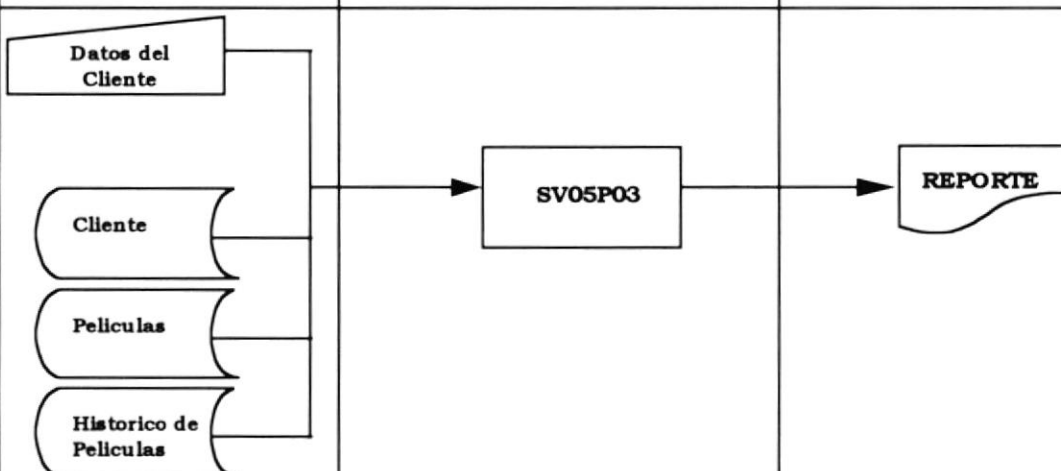 Datos del
Cliente
Cliente
Peliculas
Historico de
Peliculas
SV05P03
REPORTE